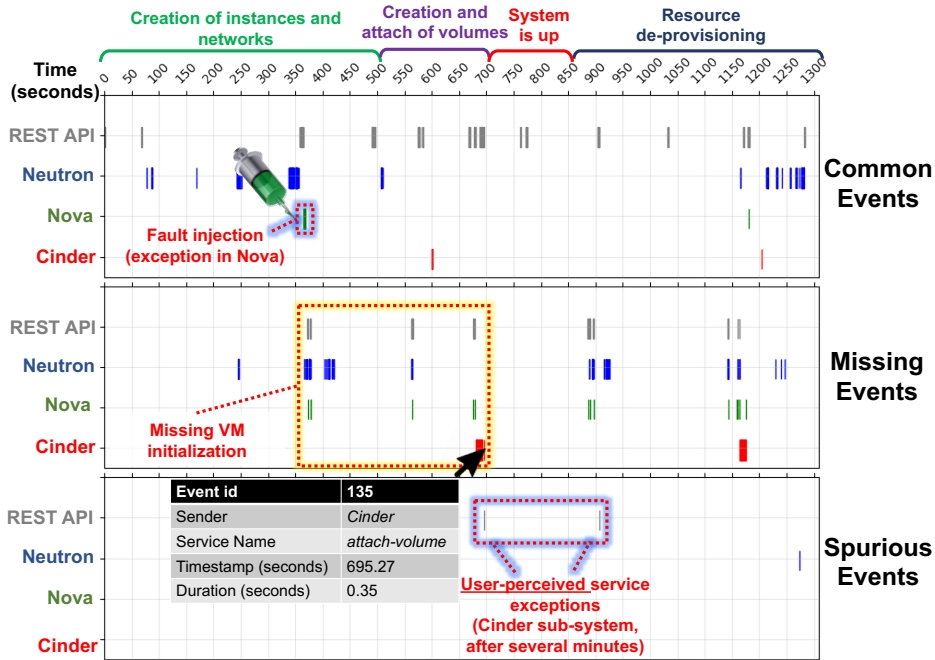 Creation of instances and
networks
Creation and
attach of volumes
System
is up
Resource
de-provisioning
Time
(seconds)
0 50 100 150 200 250 300 350 400 450 500 550 600 650 700 750 800 850 900 950 1000 1050 1100 1150 1200 1250 1300
REST API
Neutron
Nova
Cinder
Fault injection
(exception in Nova)
Common
Events
REST API
Neutron
Nova
Cinder
Missing VM
initialization
Missing
Events
REST API
Neutron
Nova
Cinder
Event id 135
Sender Cinder
Service Name attach-volume
Timestamp (seconds) 695.27
Duration (seconds) 0.35
User-perceived service
exceptions
(Cinder sub-system,
after several minutes)
Spurious
Events